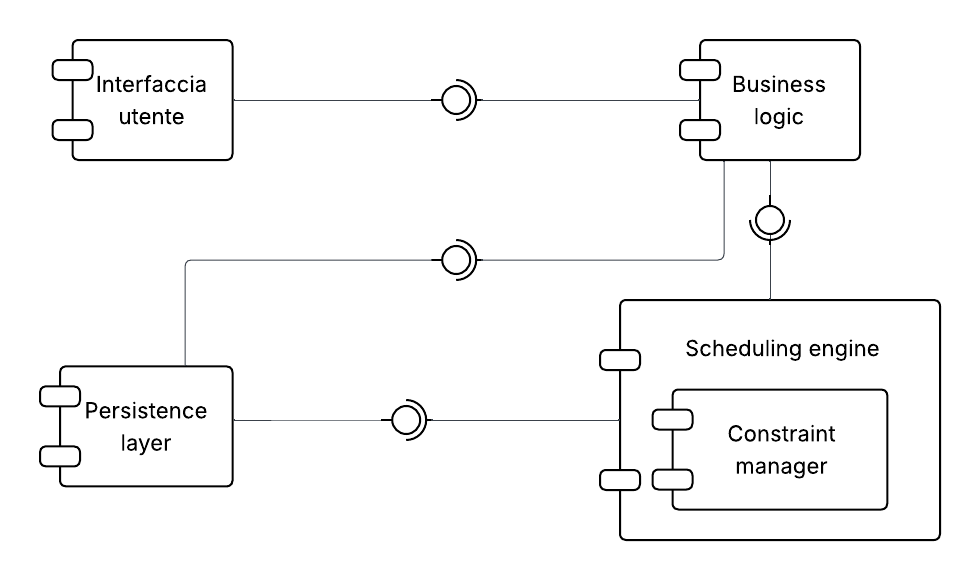 Interfaccia
utente
Business
logic
Scheduling engine
Persistence
layer
Constraint
manager